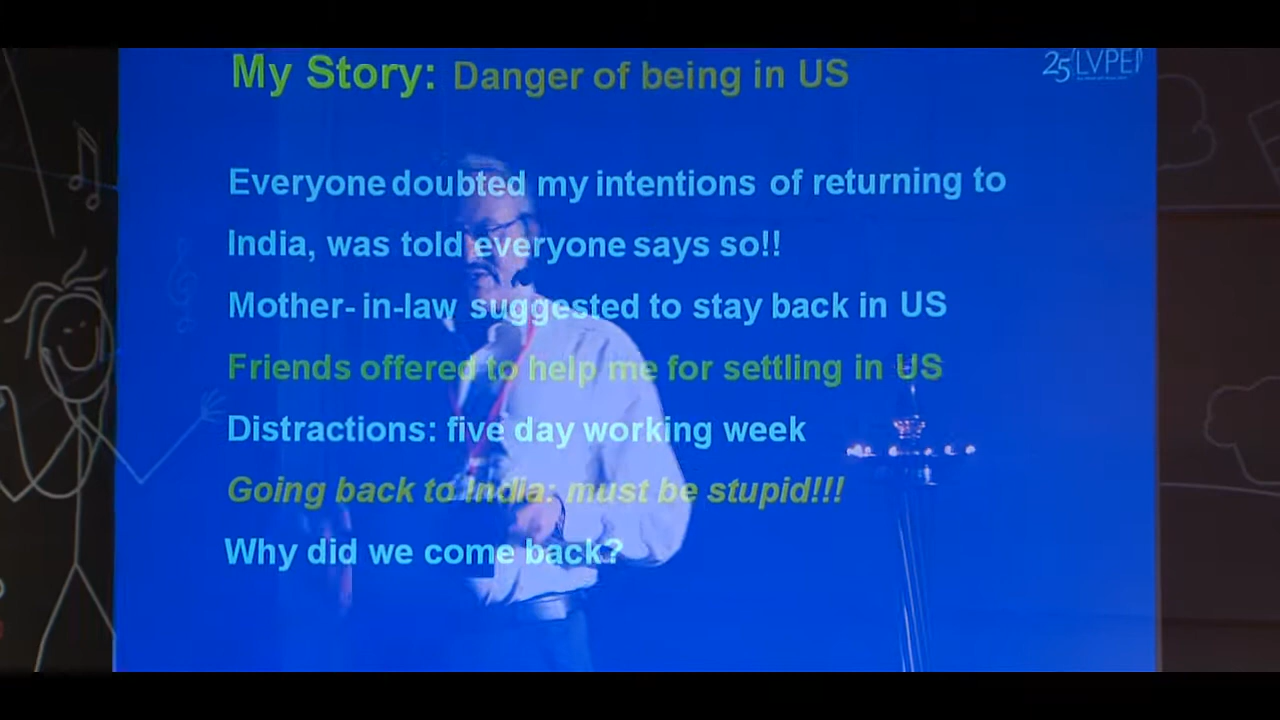 My Story: Danger of being in US
25 LVPEI
Everyone doubted my intentions of returning to
India, was told everyone says so!!
Mother-in-law suggested to stay back in US
Friends offered to help me for settling in US
Distractions: five day working week
Going back to India: must be stupid!!!
Why did we come back?